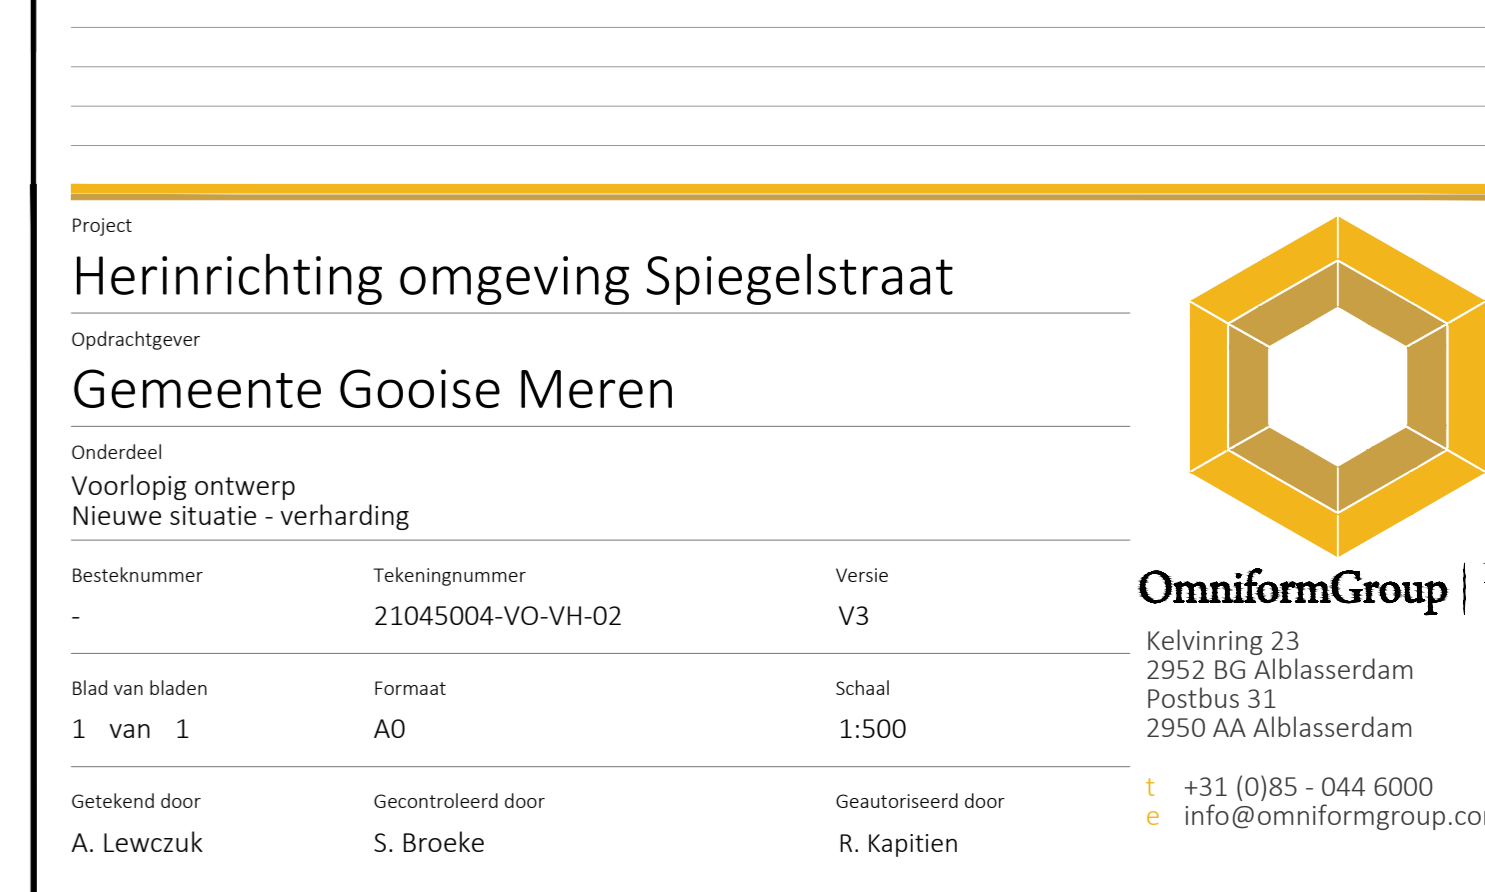 Project
Herinrichting omgeving Spiegelstraat
Opdrachtgever
Gemeente Gooise Meren
Onderdeel
Voorlopig ontwerp
Nieuwe situatie - verharding
Besteknummer Tekeningnummer Versie
- 21045004-VO-VH-02 V3
Blad van bladen Formaat Schaal
1 van 1 A0 1:500
Getekend door Gecontroleerd door Geautoriseerd door
A. Lewczuk S. Broeke R. Kapitien
OmniformGroup |
Kelvinring 23
2952 BG Alblasserdam
Postbus 31
2950 AA Alblasserdam
t +31 (0)85 - 044 6000
e info@omniformgroup.co